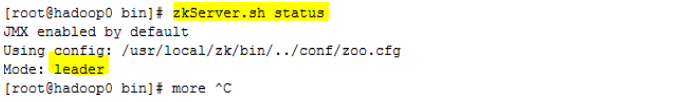 [root@hadoop0 bin]# zkServer.sh status
JMX enabled by default
Using config: /usr/local/zk/bin/../conf/zoo.cfg
Mode: leader
[root@hadoop0 bin]# more ^C